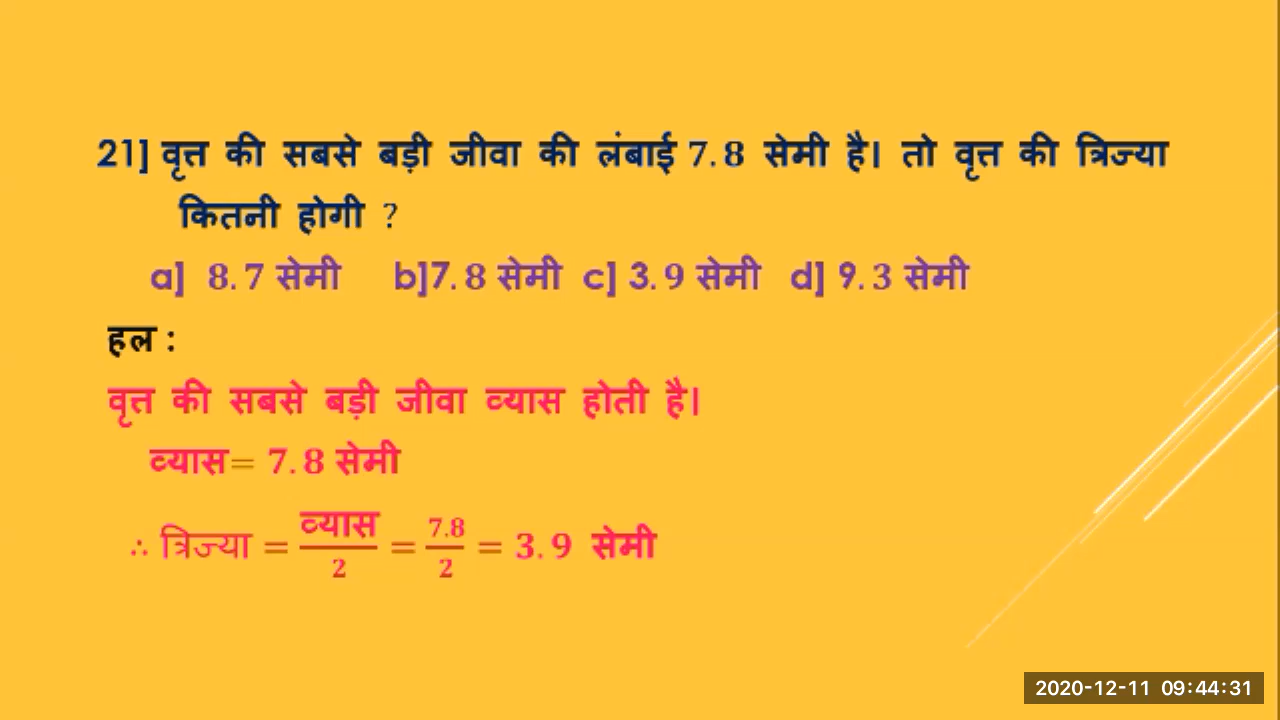 21] वृत्त की सबसे बड़ी जीवा की लंबाई 7.8 सेमी है। तो वृत्त की त्रिज्या
कितनी होगी ?
a] 8.7 सेमी b]7.8 सेमी c] 3.9 सेमी d] 9.3 सेमी
हल :
वृत्त की सबसे बड़ी जीवा व्यास होती है।
व्यास= 7.8 सेमी
∴ त्रिज्या = व्यास/2 = 7.8/2 = 3.9 सेमी
2020-12-11 09:44:31